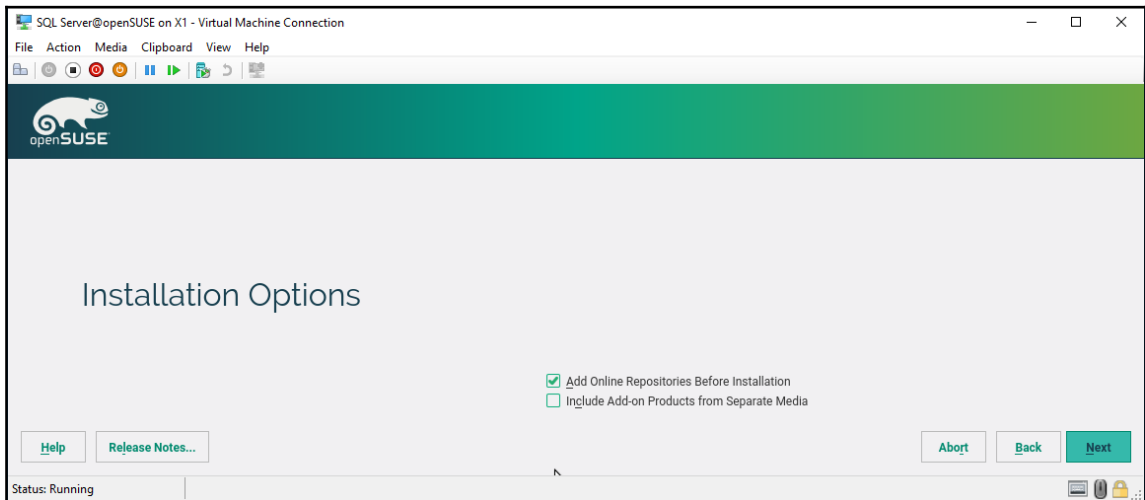 SQL Server@openSUSE on X1 - Virtual Machine Connection
File Action Media Clipboard View Help
openSUSE
Installation Options
Add Online Repositories Before Installation
Include Add-on Products from Separate Media
Help Release Notes... Abort Back Next
Status: Running